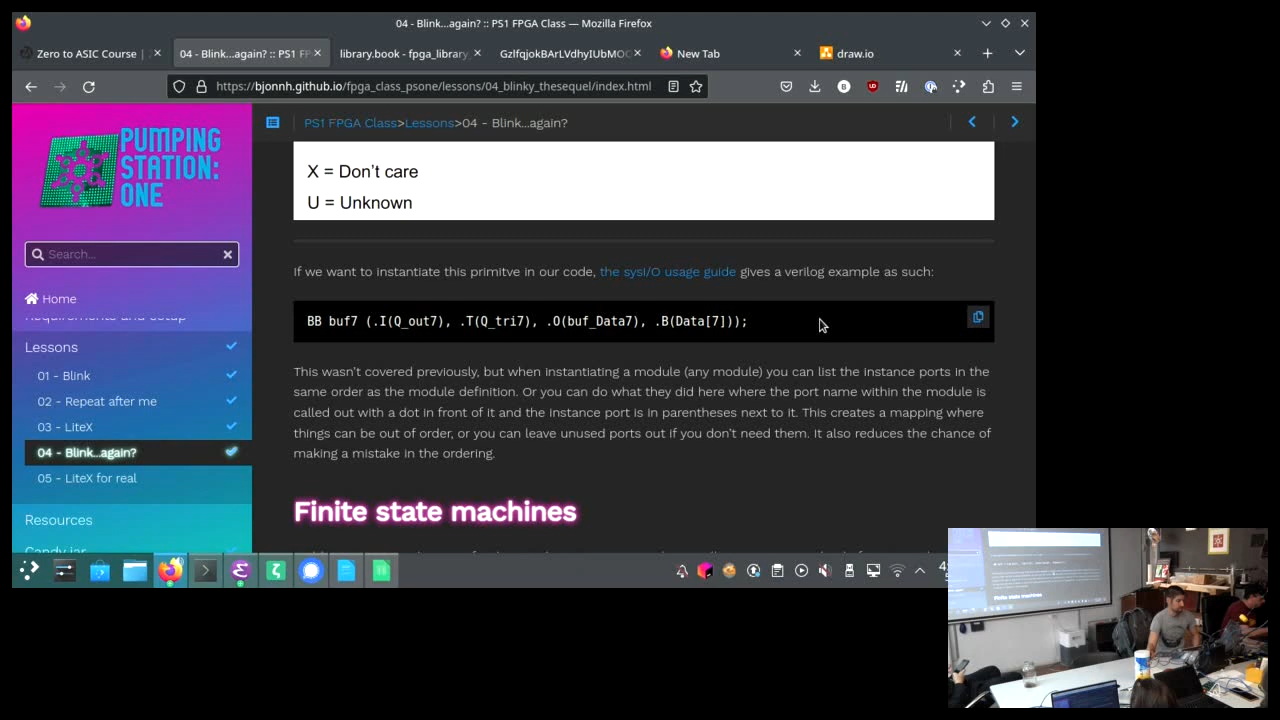 04 - Blink...again? :: PS1 FPGA Class — Mozilla Firefox
Zero to ASIC Course |
04 - Blink...again? :: PS1 FP
library.book - fpga_library
GzlfqjokBArLVdhyIUbMOC
New Tab
draw.io
https://bjonnh.github.io/fpga_class_psone/lessons/04_blinky_thesequel/index.html
PUMPING
STATION:
ONE
Search...
Home
Requirements and setup
Lessons
01 - Blink
02 - Repeat after me
03 - LiteX
04 - Blink...again?
05 - LiteX for real
Resources
Candy jar
PS1 FPGA Class>Lessons>04 - Blink...again?
X = Don't care
U = Unknown
If we want to instantiate this primitve in our code, the sysI/O usage guide gives a verilog example as such:
BB buf7 (.I(Q_out7), .T(Q_tri7), .O(buf_Data7), .B(Data[7]));
This wasn't covered previously, but when instantiating a module (any module) you can list the instance ports in the
same order as the module definition. Or you can do what they did here where the port name within the module is
called out with a dot in front of it and the instance port is in parentheses next to it. This creates a mapping where
things can be out of order, or you can leave unused ports out if you don't need them. It also reduces the chance of
making a mistake in the ordering.
Finite state machines
Finite state machines